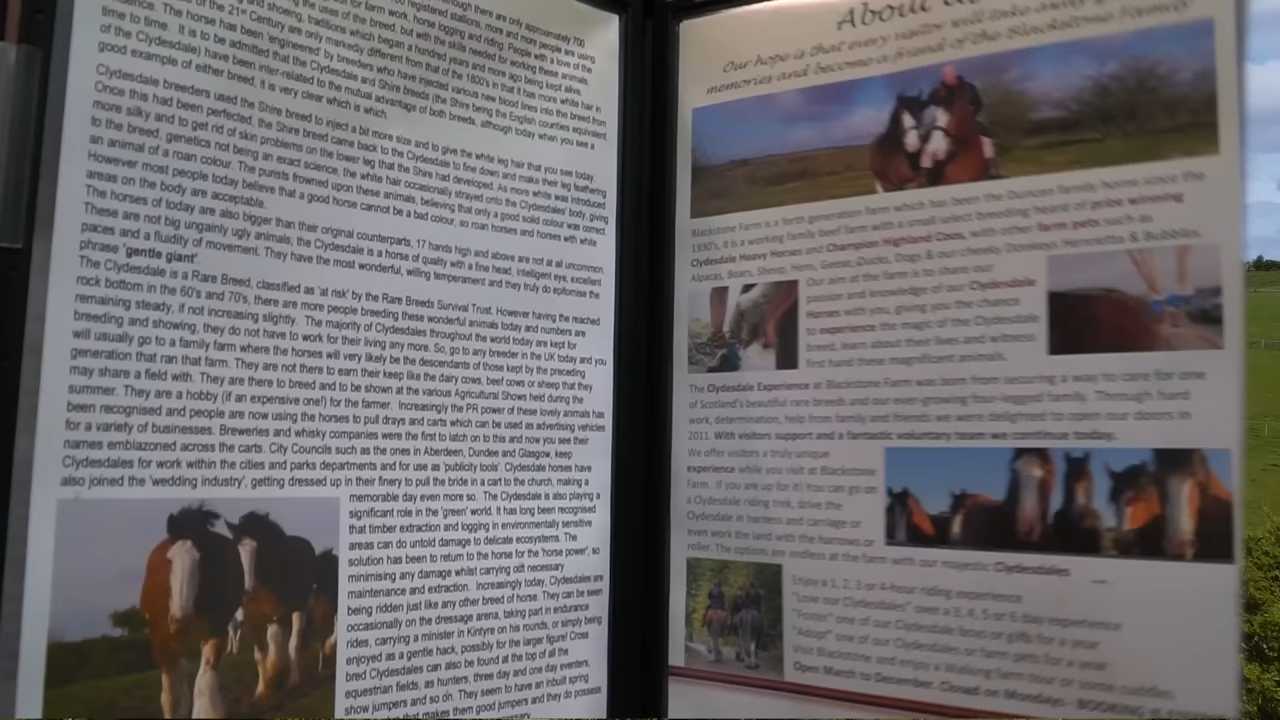 although there are only approximately 700
registered stallions, more and more people are using
for farm work, horse logging and riding. People with a love of the
the uses of the breed, but with the skills needed for working these animals
and shoeing, traditions which began a hundred years and more ago being kept alive.
of the 21st Century are only markedly different from that of the 1800's in that it has more white hair in
The horse has been 'engineered' by breeders who have injected various new blood lines into the breed from
time to time. It is to be admitted that the Clydesdale and Shire breeds (the Shire being the English counties equivalent
of the Clydesdale) have been inter-related to the mutual advantage of both breeds, although today when you see a
good example of either breed, it is very clear which is which.
Clydesdale breeders used the Shire breed to inject a bit more size and to give the white leg hair that you see today.
Once this had been perfected, the Shire breed came back to the Clydesdale to fine down and make their leg feathering
more silky and to get rid of skin problems on the lower leg that the Shire had developed. As more white was introduced
to the breed, genetics not being an exact science, the white hair occasionally strayed onto the Clydesdales' body, giving
an animal of a roan colour. The purists frowned upon these animals, believing that only a good solid colour was correct.
However most people today believe that a good horse cannot be a bad colour, so roan horses and horses with white
areas on the body are acceptable.
The horses of today are also bigger than their original counterparts, 17 hands high and above are not at all uncommon.
These are not big ungainly ugly animals, the Clydesdale is a horse of quality with a fine head, intelligent eye, excellent
paces and a fluidity of movement. They have the most wonderful, willing temperament and they truly do epitomise the
phrase 'gentle giant'.
The Clydesdale is a Rare Breed, classified as 'at risk' by the Rare Breeds Survival Trust. However having the reached
rock bottom in the 60's and 70's, there are more people breeding these wonderful animals today and numbers are
remaining steady, if not increasing slightly. The majority of Clydesdales throughout the world today are kept for
breeding and showing, they do not have to work for their living any more. So, go to any breeder in the UK today and you
will usually go to a family farm where the horses will very likely be the descendants of those kept by the preceding
generation that ran that farm. They are not there to earn their keep like the dairy cows, beef cows or sheep that they
may share a field with. They are there to breed and to be shown at the various Agricultural Shows held during the
summer. They are a hobby (if an expensive one!) for the farmer. Increasingly the PR power of these lovely animals has
been recognised and people are now using the horses to pull drays and carts which can be used as advertising vehicles
for a variety of businesses. Breweries and whisky companies were the first to latch on to this and now you see their
names emblazoned across the carts. City Councils such as the ones in Aberdeen, Dundee and Glasgow, keep
Clydesdales for work within the cities and parks departments and for use as 'publicity tools'. Clydesdale horses have
also joined the 'wedding industry', getting dressed up in their finery to pull the bride in a cart to the church, making a
memorable day even more so. The Clydesdale is also playing a
significant role in the 'green' world. It has long been recognised
that timber extraction and logging in environmentally sensitive
areas can do untold damage to delicate ecosystems. The
solution has been to return to the horse for the 'horse power', so
minimising any damage whilst carrying out necessary
maintenance and extraction. Increasingly today, Clydesdales are
being ridden just like any other breed of horse. They can be seen
occasionally on the dressage arena, taking part in endurance
rides, carrying a minister in Kintyre on his rounds, or simply being
enjoyed as a gentle hack, possibly for the larger figure! Cross
bred Clydesdales can also be found at the top of all the
equestrian fields, as hunters, three day and one day eventers,
show jumpers and so on. They seem to have an inbuilt spring
that makes them good jumpers and they do possess
About
Our hope is that every visitor will take away
memories and become a friend of the Blackstone Family
Blackstone Farm is a forth generation farm which has been the Duncan family home since the
1930's, it is a working family beef farm with a small select breeding head of prize winning
Clydesdale Heavy Horses and Champion Highland Cows, whilst our farm pets such as
Alpacas, Boars, Sheep, Hens, Geese, Ducks, Dogs & our chop chop bunnies & Bubbles.
Our aim at the farm is to share our
passion and knowledge of our Clydesdale
Horses with you, giving you the chance
to experience the magic of the Clydesdale
breed, learn about their lives and witness
first hand these magnificent animals.
The Clydesdale Experience at Blackstone Farm was born from securing a way to care for one
of Scotland's beautiful rare breeds and our ever-growing four-legged family. Through hard
work, determination, help from family and friends we were delighted to open our doors in
2011. With visitors support and a fantastic voluntary team we continue today.
We offer visitors a truly unique
experience while you visit at Blackstone
Farm. If you are up for it! You can go on
a Clydesdale riding trek, drive the
Clydesdale in harness and carriage or
even work the land with the harrows or
roller. The options are endless at the farm with our majestic Clydesdales
Enjoy a 1, 2, 3 or 4-hour riding experience
"Love our Clydesdales" over a 3, 4, 5 or 6 day experience
"Foster" one of our Clydesdale boys or girls for a year
"Adopt" one of our Clydesdales or farm pets for a year
Visit Blackstone and enjoy a Walking farm tour
Open March to December. Closed on Mondays - BOOKING